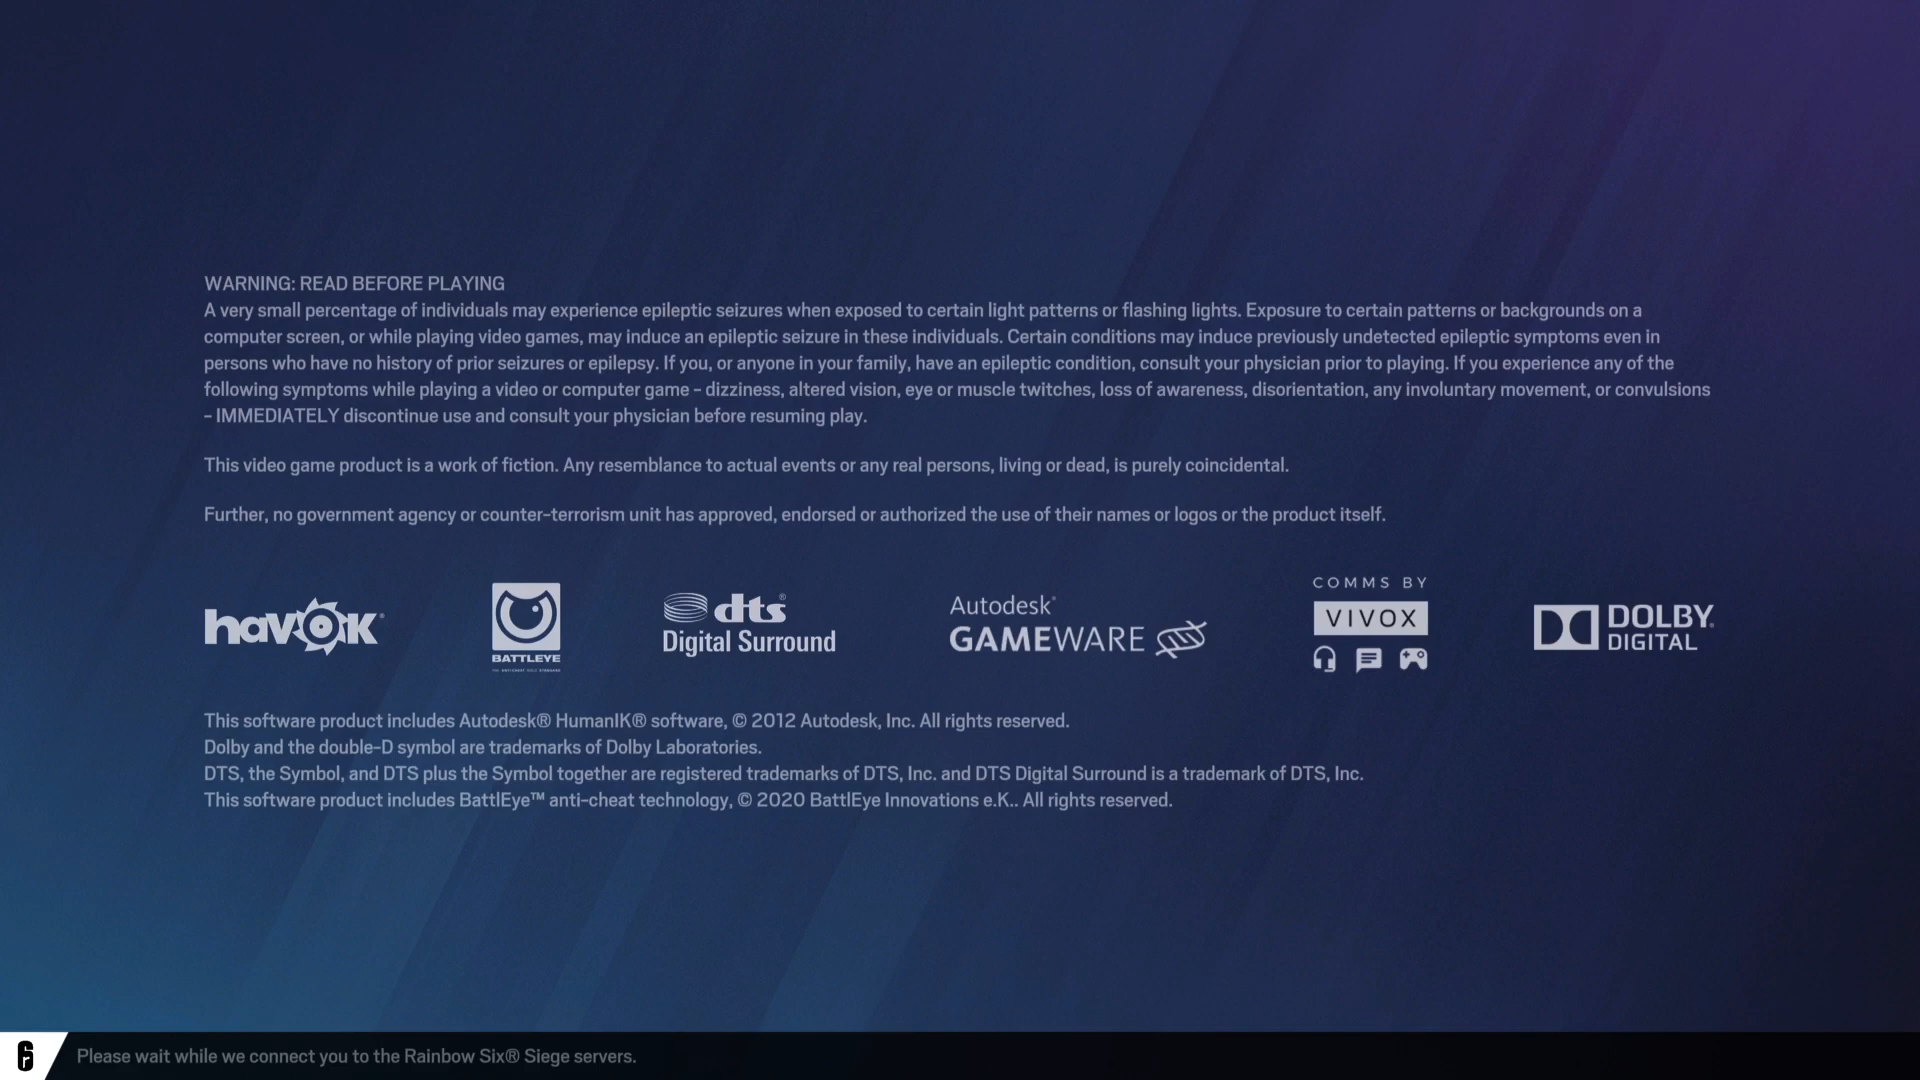 WARNING: READ BEFORE PLAYING
A very small percentage of individuals may experience epileptic seizures when exposed to certain light patterns or flashing lights. Exposure to certain patterns or backgrounds on a
computer screen, or while playing video games, may induce an epileptic seizure in these individuals. Certain conditions may induce previously undetected epileptic symptoms even in
persons who have no history of prior seizures or epilepsy. If you, or anyone in your family, have an epileptic condition, consult your physician prior to playing. If you experience any of the
following symptoms while playing a video or computer game - dizziness, altered vision, eye or muscle twitches, loss of awareness, disorientation, any involuntary movement, or convulsions
- IMMEDIATELY discontinue use and consult your physician before resuming play.
This video game product is a work of fiction. Any resemblance to actual events or any real persons, living or dead, is purely coincidental.
Further, no government agency or counter-terrorism unit has approved, endorsed or authorized the use of their names or logos or the product itself.
havok®
BATTLEYE
dts®
Digital Surround
Autodesk®
GAMEWARE
COMMS BY
VIVOX
DOLBY®
DIGITAL
This software product includes Autodesk® HumanIK® software, © 2012 Autodesk, Inc. All rights reserved.
Dolby and the double-D symbol are trademarks of Dolby Laboratories.
DTS, the Symbol, and DTS plus the Symbol together are registered trademarks of DTS, Inc. and DTS Digital Surround is a trademark of DTS, Inc.
This software product includes BattlEye™ anti-cheat technology, © 2020 BattlEye Innovations e.K.. All rights reserved.
6
Please wait while we connect you to the Rainbow Six® Siege servers.